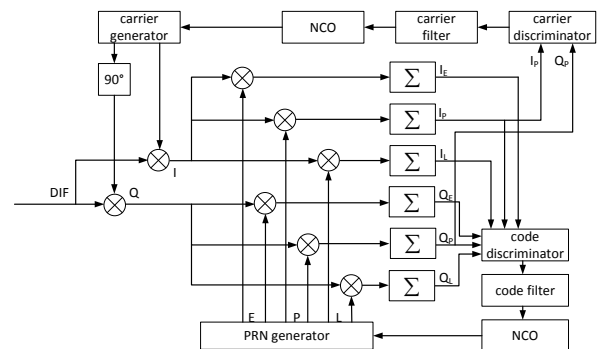 carrier
generator
NCO
carrier
filter
carrier
discriminator
90°
I_P
Q_P
∑
I_E
∑
I_P
I
∑
I_L
DIF
Q
∑
Q_E
∑
Q_P
code
discriminator
∑
Q_L
code filter
E
P
L
PRN generator
NCO